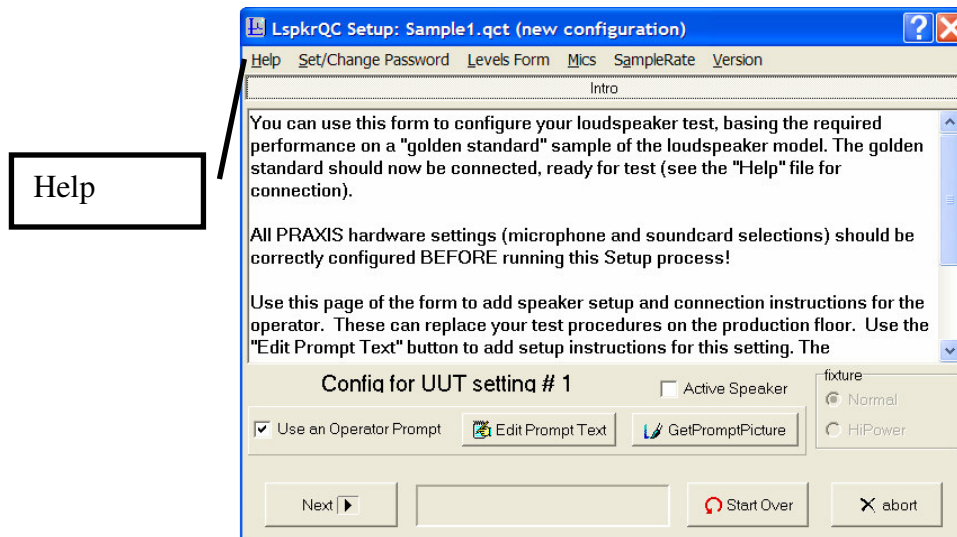 LspkrQC Setup: Sample1.qct (new configuration)
Help Set/Change Password Levels Form Mics SampleRate Version
Intro
You can use this form to configure your loudspeaker test, basing the required
performance on a "golden standard" sample of the loudspeaker model. The golden
standard should now be connected, ready for test (see the "Help" file for
connection).
All PRAXIS hardware settings (microphone and soundcard selections) should be
correctly configured BEFORE running this Setup process!
Use this page of the form to add speaker setup and connection instructions for the
operator. These can replace your test procedures on the production floor. Use the
"Edit Prompt Text" button to add setup instructions for this setting. The
Help
Config for UUT setting # 1
Active Speaker
fixture
Normal
HiPower
Use an Operator Prompt
Edit Prompt Text
GetPromptPicture
Next
Start Over
abort